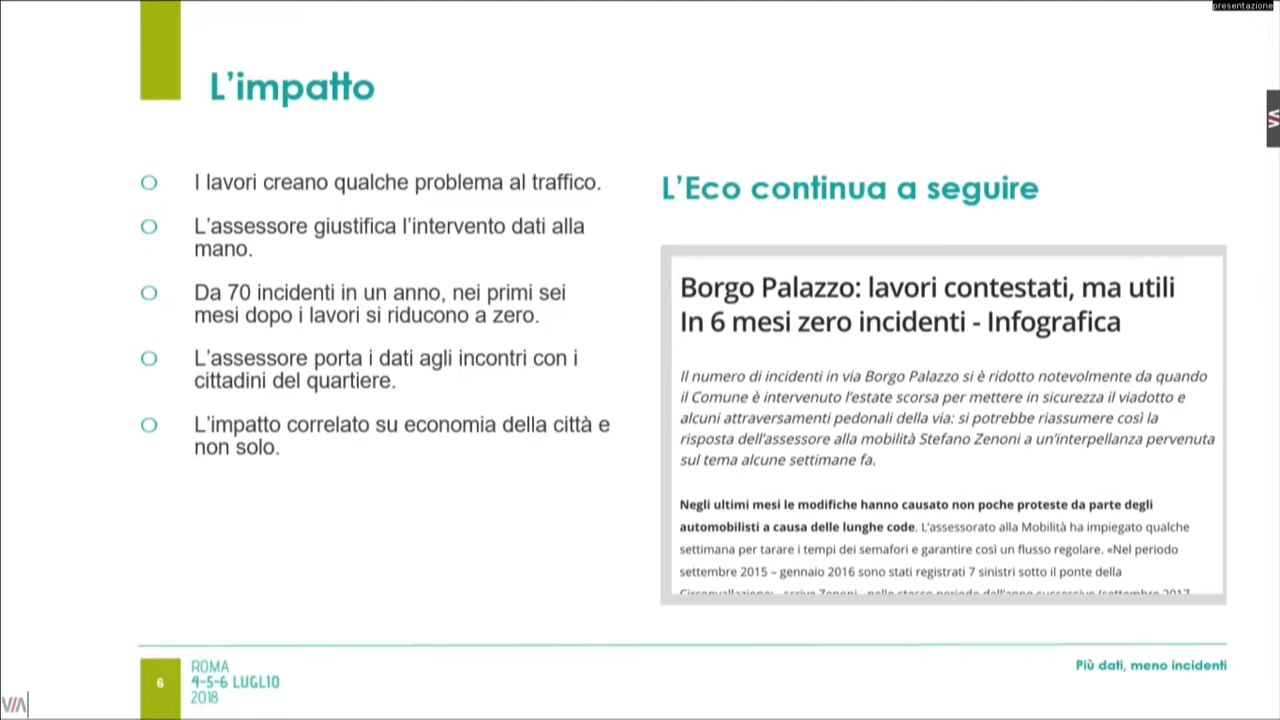 presentazione
L'impatto
I lavori creano qualche problema al traffico.
L'assessore giustifica l'intervento dati alla
mano.
Da 70 incidenti in un anno, nei primi sei
mesi dopo i lavori si riducono a zero.
L'assessore porta i dati agli incontri con i
cittadini del quartiere.
L'impatto correlato su economia della città e
non solo.
L'Eco continua a seguire
Borgo Palazzo: lavori contestati, ma utili
In 6 mesi zero incidenti - Infografica
Il numero di incidenti in via Borgo Palazzo si è ridotto notevolmente da quando
il Comune è intervenuto l'estate scorsa per mettere in sicurezza il viadotto e
alcuni attraversamenti pedonali della via: si potrebbe riassumere così la
risposta dell'assessore alla mobilità Stefano Zenoni a un'interpellanza pervenuta
sul tema alcune settimane fa.
Negli ultimi mesi le modifiche hanno causato non poche proteste da parte degli
automobilisti a causa delle lunghe code. L'assessorato alla Mobilità ha impiegato qualche
settimana per tarare i tempi dei semafori e garantire così un flusso regolare. «Nel periodo
settembre 2015 – gennaio 2016 sono stati registrati 7 sinistri sotto il ponte della
6
ROMA
4-5-6 LUGLIO
2018
Più dati, meno incidenti
VIA